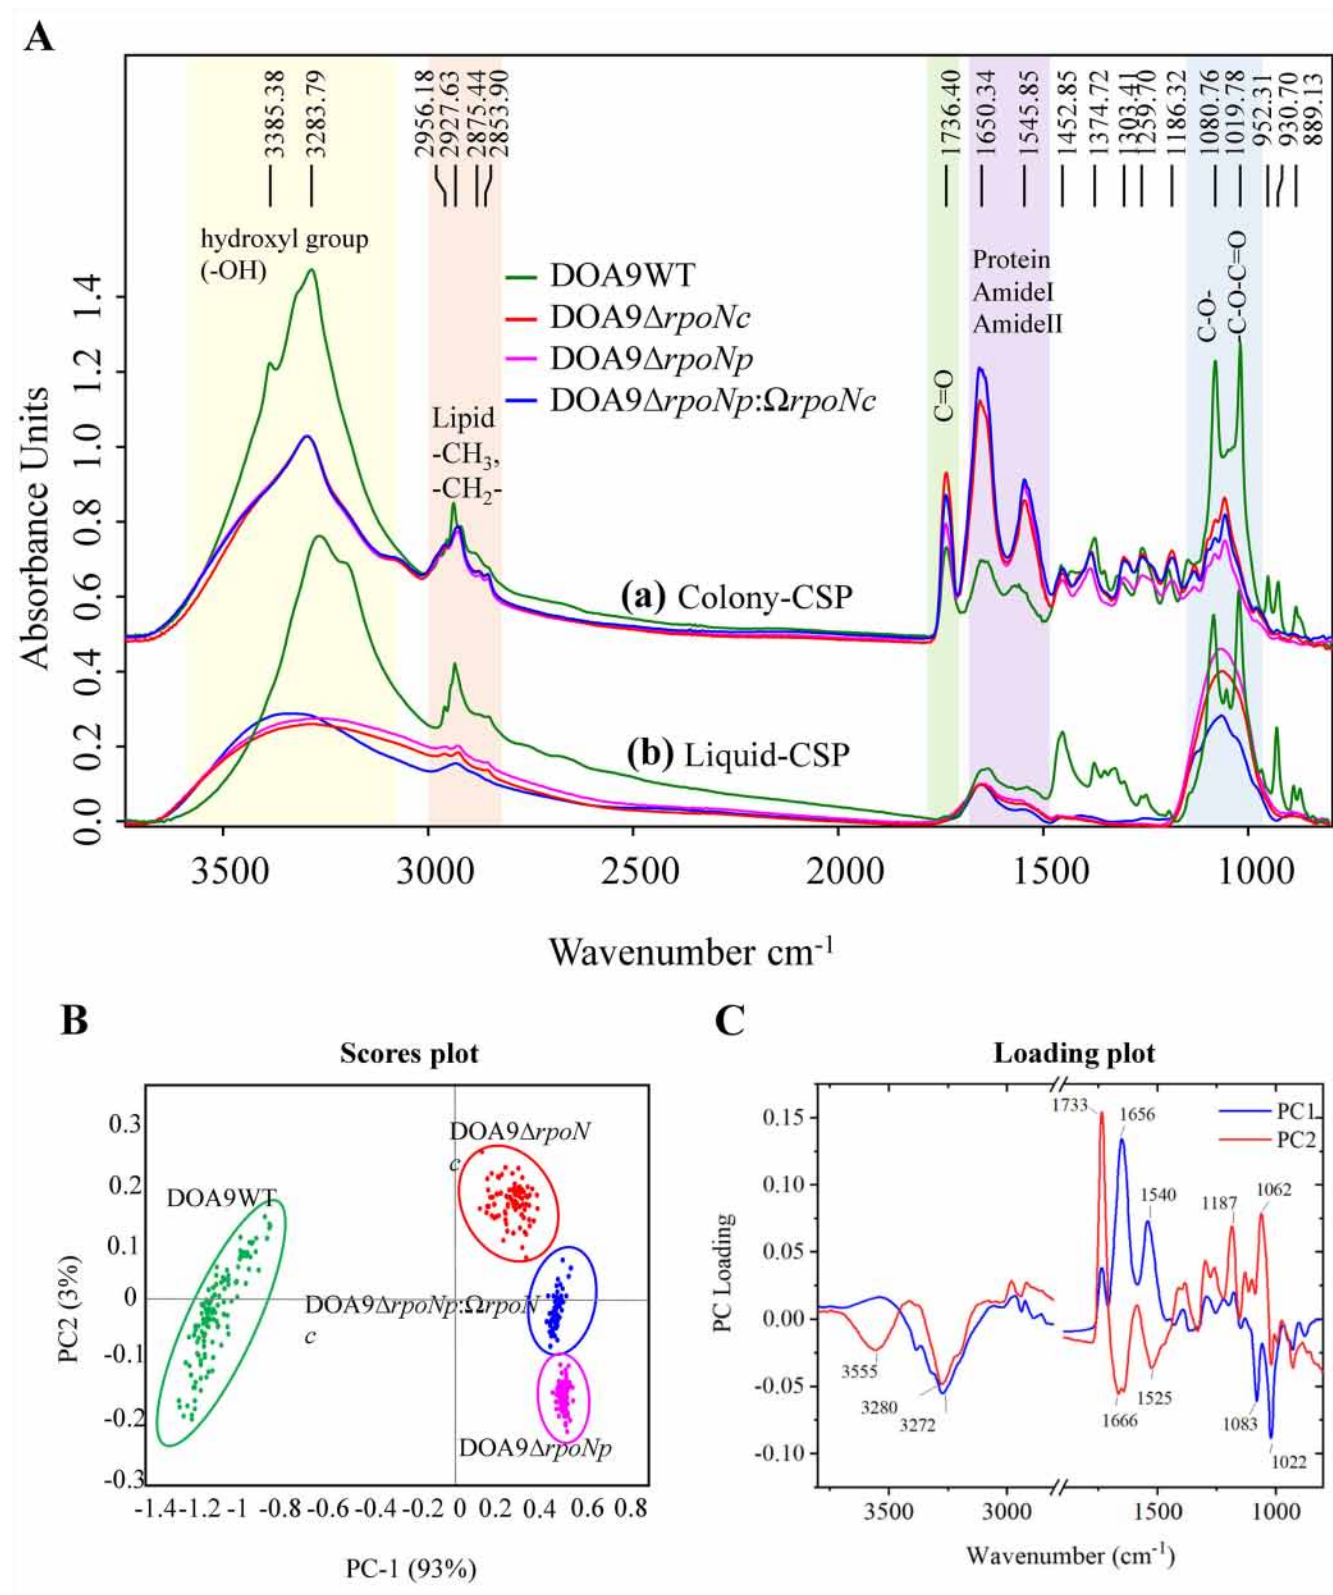 A
3385.38
3283.79
2956.18
2927.63
2875.44
2853.90
1736.40
1650.34
1545.85
1452.85
1374.72
1303.41
1259.70
1186.32
1080.76
1019.78
952.31
930.70
889.13
hydroxyl group
(-OH)
DOA9WT
DOA9ΔrpoNc
DOA9ΔrpoNp
DOA9ΔrpoNp:ΩrpoNc
Protein
AmideI
AmideII
C=O
C-O-
C-O-C=O
Lipid
-CH₃,
-CH₂-
(a) Colony-CSP
(b) Liquid-CSP
Absorbance Units
1.4
1.2
1.0
0.8
0.6
0.4
0.2
0.0
3500 3000 2500 2000 1500 1000
Wavenumber cm⁻¹
B
Scores plot
DOA9WT
DOA9ΔrpoN
c
DOA9ΔrpoNp:ΩrpoN
c
DOA9ΔrpoNp
PC2 (3%)
0.3
0.2
0.1
0
-0.1
-0.2
-0.3
-1.4 -1.2 -1 -0.8 -0.6 -0.4 -0.2 0 0.2 0.4 0.6 0.8
PC-1 (93%)
C
Loading plot
1733
1656
1540
1187
1062
PC1
PC2
3555
3280
3272
1666
1525
1083
1022
PC Loading
0.15
0.10
0.05
0.00
-0.05
-0.10
3500 3000 1500 1000
Wavenumber (cm⁻¹)